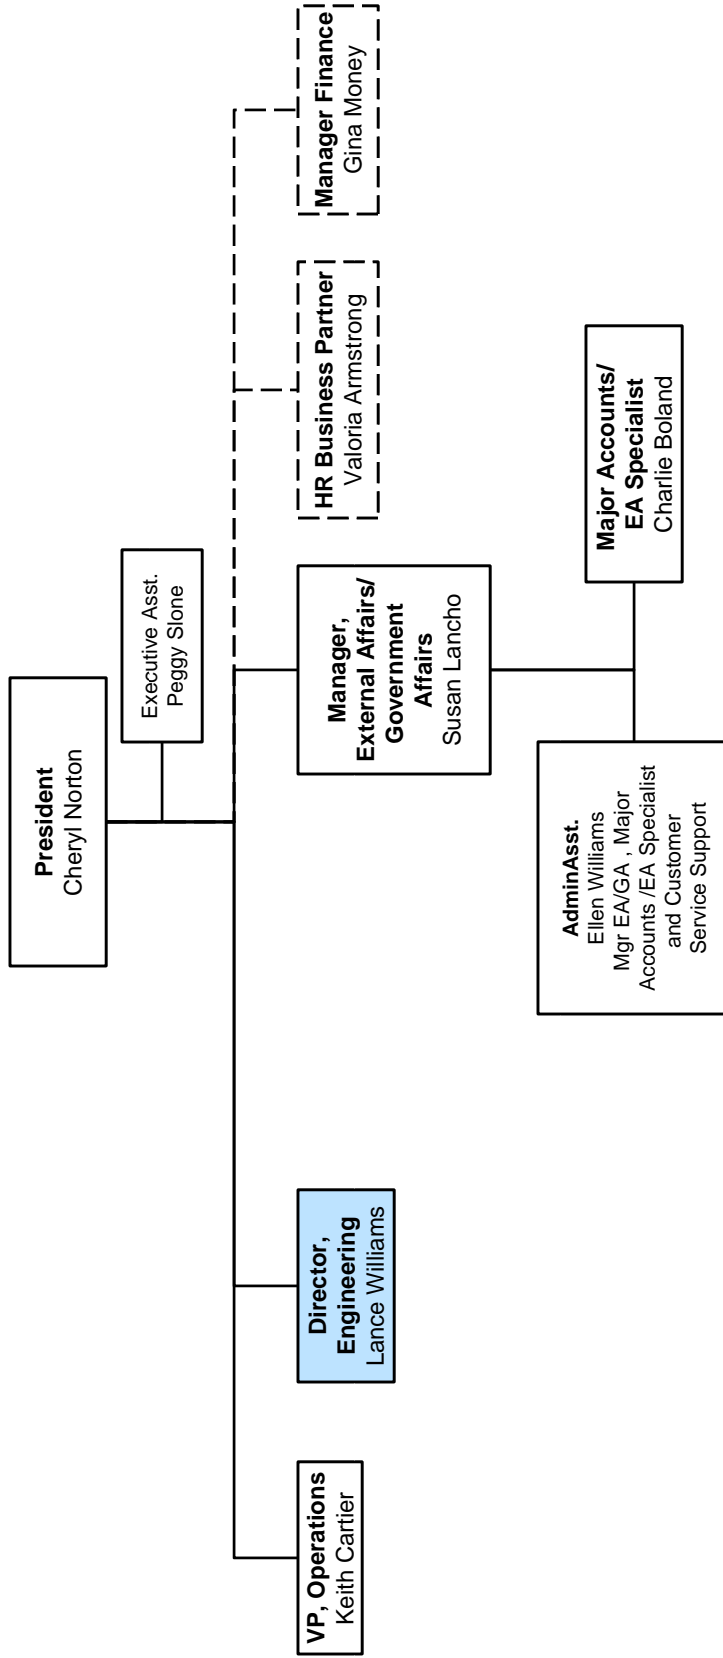 President
Cheryl Norton
Executive Asst.
Peggy Slone
VP, Operations
Keith Cartier
Director,
Engineering
Lance Williams
Manager,
External Affairs/
Government
Affairs
Susan Lancho
HR Business Partner
Valoria Armstrong
Manager Finance
Gina Money
AdminAsst.
Ellen Williams
Mgr EA/GA , Major
Accounts /EA Specialist
and Customer
Service Support
Major Accounts/
EA Specialist
Charlie Boland